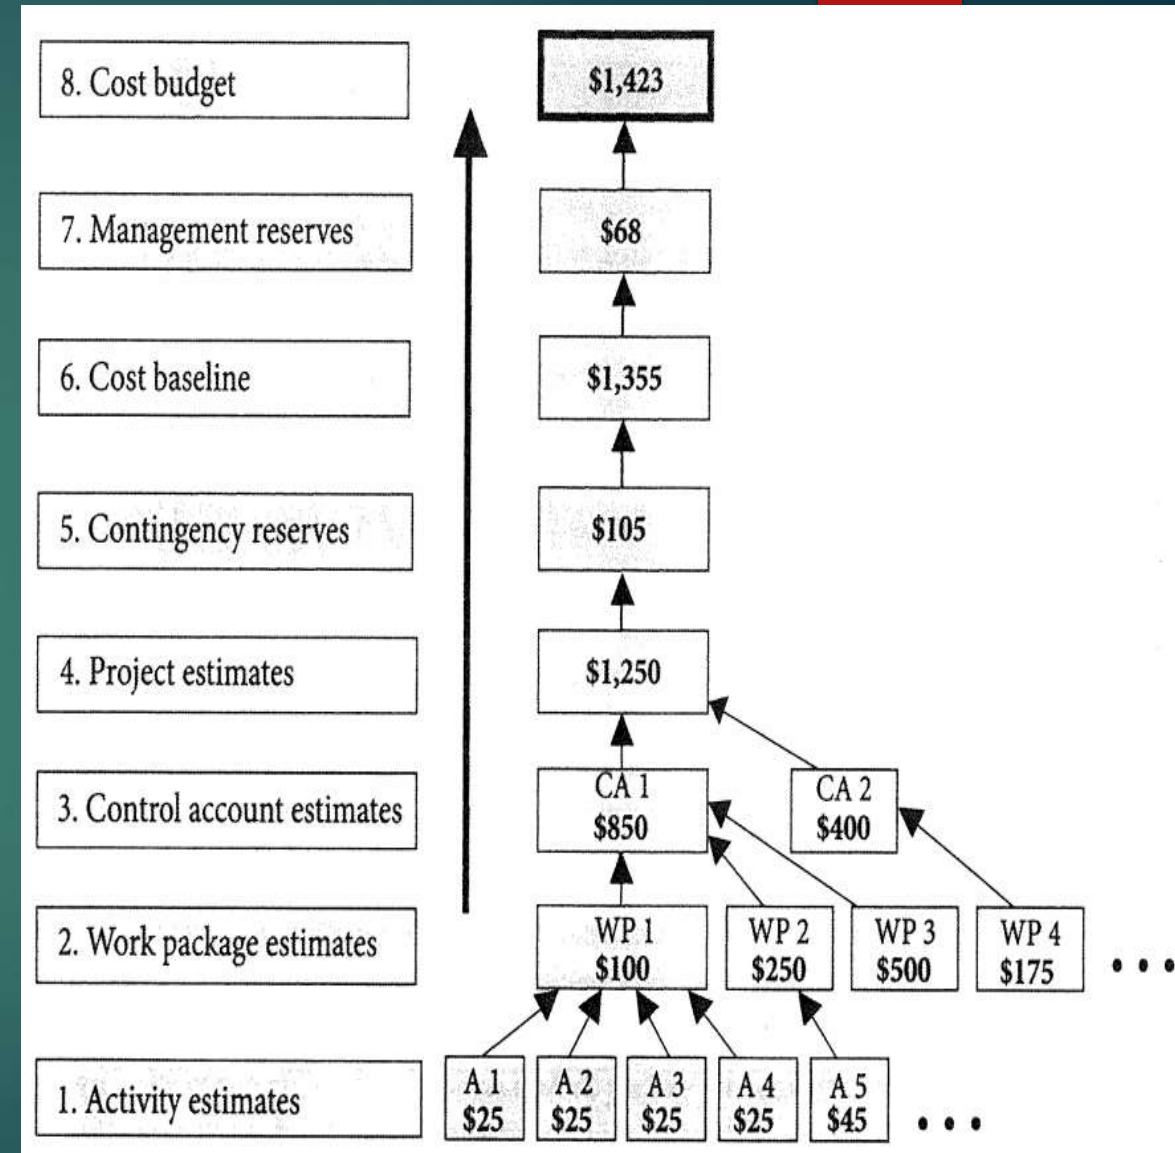 8. Cost budget
$1,423
7. Management reserves
$68
6. Cost baseline
$1,355
5. Contingency reserves
$105
4. Project estimates
$1,250
3. Control account estimates
CA 1
$850
CA 2
$400
2. Work package estimates
WP 1
$100
WP 2
$250
WP 3
$500
WP 4
$175
• • •
1. Activity estimates
A 1
$25
A 2
$25
A 3
$25
A 4
$25
A 5
$45
• • •